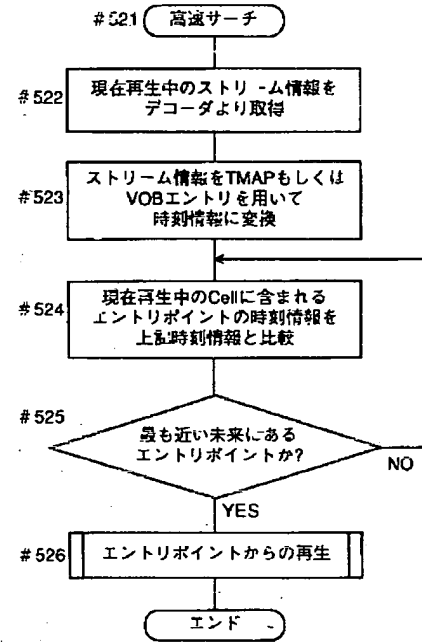 #521 高速サーチ
#522 現在再生中のストリーム情報を
デコーダより取得
#523 ストリーム情報をTMAPもしくは
VOBエントリを用いて
時刻情報に変換
#524 現在再生中のCellに含まれる
エントリポイントの時刻情報を
上記時刻情報と比較
#525 最も近い未来にある
エントリポイントか?
NO
YES
#526 エントリポイントからの再生
エンド